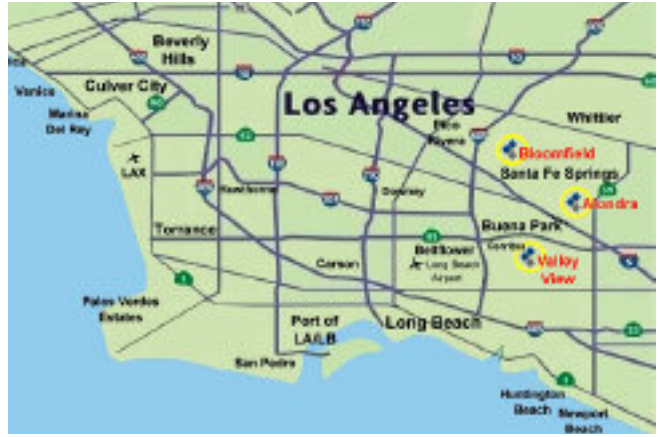 Beverly
Hills
Venice
Culver City
Marina
Del Rey
Los Angeles
Whittier
Pico
Rivera
Bloomfield
Santa Fe Springs
LAX
Hawthorne
Downey
Alondra
Buena Park
Torrance
Bellflower
Cerritos
Carson
Long Beach
Airport
Valley
View
Palos Verdes
Estates
Port of
LA/LB
Long Beach
San Pedro
Huntington
Beach
Newport
Beach